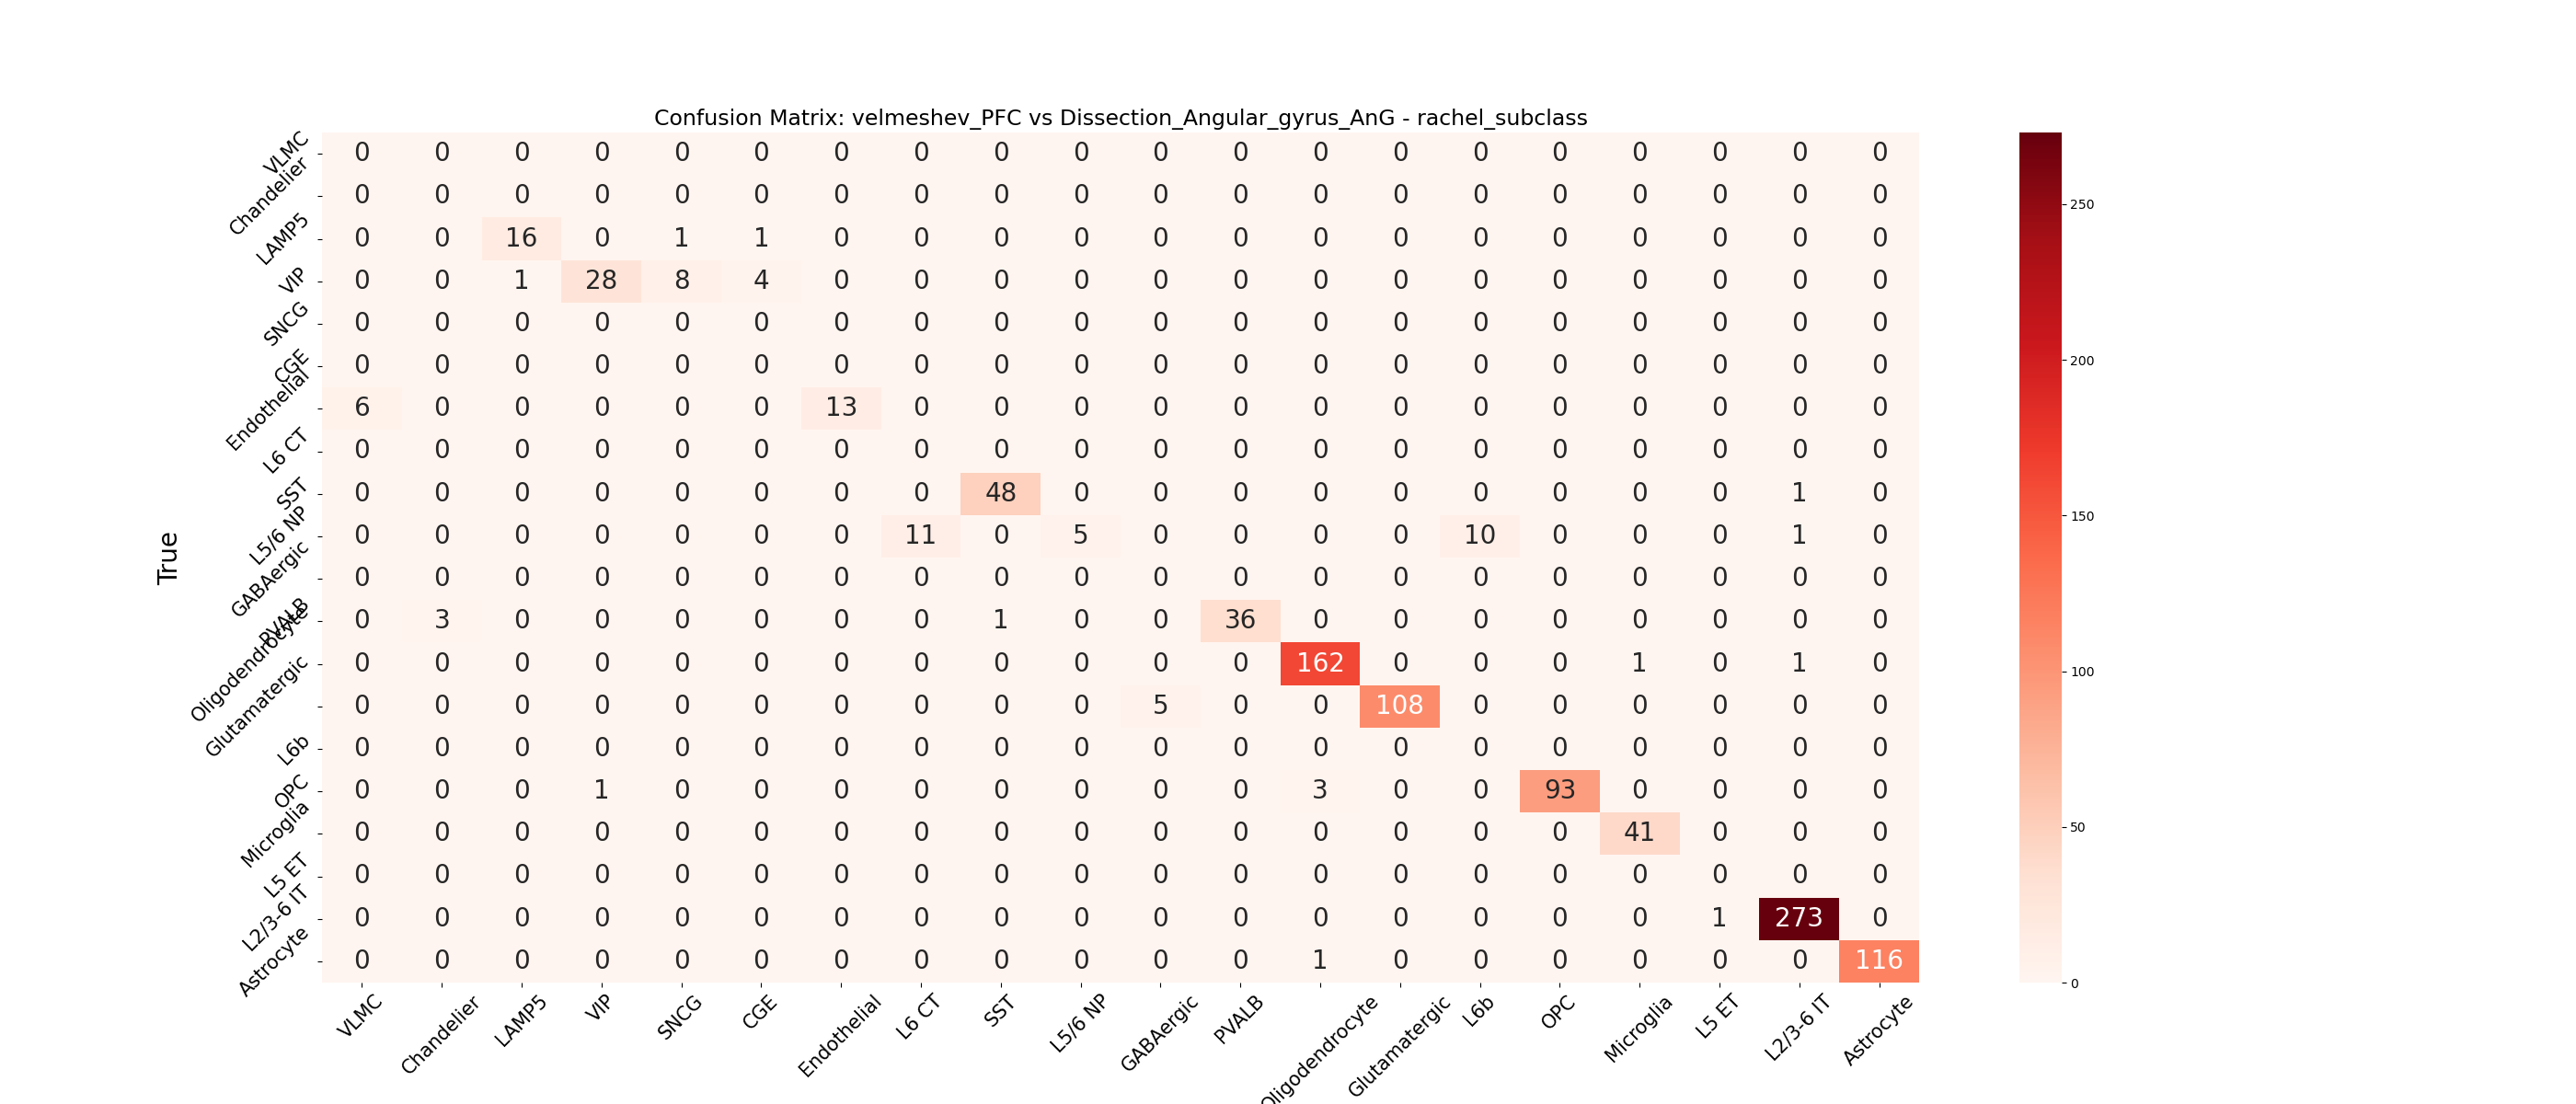 Confusion Matrix: velmeshev_PFC vs Dissection_Angular_gyrus_AnG - rachel_subclass
True
VLMC 0 0 0 0 0 0 0 0 0 0 0 0 0 0 0 0 0 0 0 0
Chandelier 0 0 0 0 0 0 0 0 0 0 0 0 0 0 0 0 0 0 0 0
LAMP5 0 0 16 0 1 1 0 0 0 0 0 0 0 0 0 0 0 0 0 0
VIP 0 0 1 28 8 4 0 0 0 0 0 0 0 0 0 0 0 0 0 0
SNCG 0 0 0 0 0 0 0 0 0 0 0 0 0 0 0 0 0 0 0 0
CGE 0 0 0 0 0 0 0 0 0 0 0 0 0 0 0 0 0 0 0 0
Endothelial 6 0 0 0 0 0 13 0 0 0 0 0 0 0 0 0 0 0 0 0
L6 CT 0 0 0 0 0 0 0 0 0 0 0 0 0 0 0 0 0 0 0 0
SST 0 0 0 0 0 0 0 0 48 0 0 0 0 0 0 0 0 0 1 0
L5/6 NP 0 0 0 0 0 0 0 11 0 5 0 0 0 0 10 0 0 0 1 0
GABAergic 0 0 0 0 0 0 0 0 0 0 0 0 0 0 0 0 0 0 0 0
PVALB 0 3 0 0 0 0 0 0 1 0 0 36 0 0 0 0 0 0 0 0
Oligodendrocyte 0 0 0 0 0 0 0 0 0 0 0 0 162 0 0 0 1 0 1 0
Glutamatergic 0 0 0 0 0 0 0 0 0 0 5 0 0 108 0 0 0 0 0 0
L6b 0 0 0 0 0 0 0 0 0 0 0 0 0 0 0 0 0 0 0 0
OPC 0 0 0 1 0 0 0 0 0 0 0 0 3 0 0 93 0 0 0 0
Microglia 0 0 0 0 0 0 0 0 0 0 0 0 0 0 0 0 41 0 0 0
L5 ET 0 0 0 0 0 0 0 0 0 0 0 0 0 0 0 0 0 0 0 0
L2/3-6 IT 0 0 0 0 0 0 0 0 0 0 0 0 0 0 0 0 0 1 273 0
Astrocyte 0 0 0 0 0 0 0 0 0 0 0 0 1 0 0 0 0 0 0 116
VLMC Chandelier LAMP5 VIP SNCG CGE Endothelial L6 CT SST L5/6 NP GABAergic PVALB Oligodendrocyte Glutamatergic L6b OPC Microglia L5 ET L2/3-6 IT Astrocyte
250
200
150
100
50
0